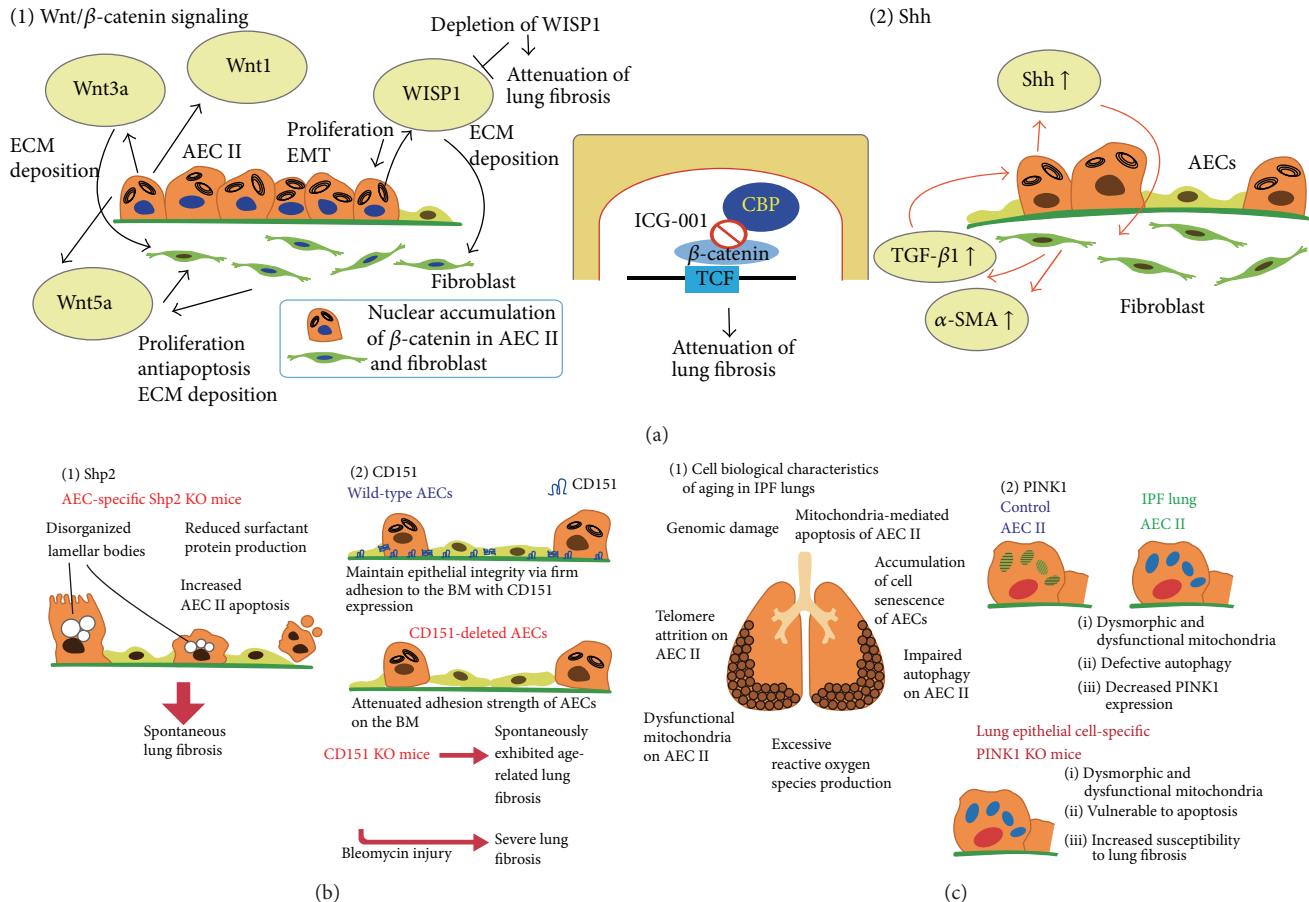 (1) Wnt/β-catenin signaling
Wnt3a
Wnt1
Depletion of WISP1
WISP1
Attenuation of
lung fibrosis
ECM
deposition
AEC II
Proliferation
EMT
ECM
deposition
Wnt5a
Fibroblast
Proliferation
antiapoptosis
ECM deposition
Nuclear accumulation
of β-catenin in AEC II
and fibroblast
ICG-001
CBP
β-catenin
TCF
Attenuation of
lung fibrosis
(2) Shh
Shh ↑
AECs
TGF-β1 ↑
α-SMA ↑
Fibroblast
(a)
(1) Shp2
AEC-specific Shp2 KO mice
Disorganized
lamellar bodies
Reduced surfactant
protein production
Increased
AEC II apoptosis
Spontaneous
lung fibrosis
(2) CD151
Wild-type AECs
CD151
Maintain epithelial integrity via firm
adhesion to the BM with CD151
expression
CD151-deleted AECs
Attenuated adhesion strength of AECs
on the BM
CD151 KO mice
Spontaneously
exhibited age-
related lung
fibrosis
Bleomycin injury
Severe lung
fibrosis
(b)
(1) Cell biological characteristics
of aging in IPF lungs
Genomic damage
Mitochondria-mediated
apoptosis of AEC II
Accumulation
of cell
senescence
of AECs
Telomere
attrition on
AEC II
Impaired
autophagy
on AEC II
Dysfunctional
mitochondria
on AEC II
Excessive
reactive oxygen
species production
(2) PINK1
Control
AEC II
IPF lung
AEC II
(i) Dysmorphic and
dysfunctional mitochondria
(ii) Defective autophagy
(iii) Decreased PINK1
expression
Lung epithelial cell-specific
PINK1 KO mice
(i) Dysmorphic and
dysfunctional mitochondria
(ii) Vulnerable to apoptosis
(iii) Increased susceptibility
to lung fibrosis
(c)